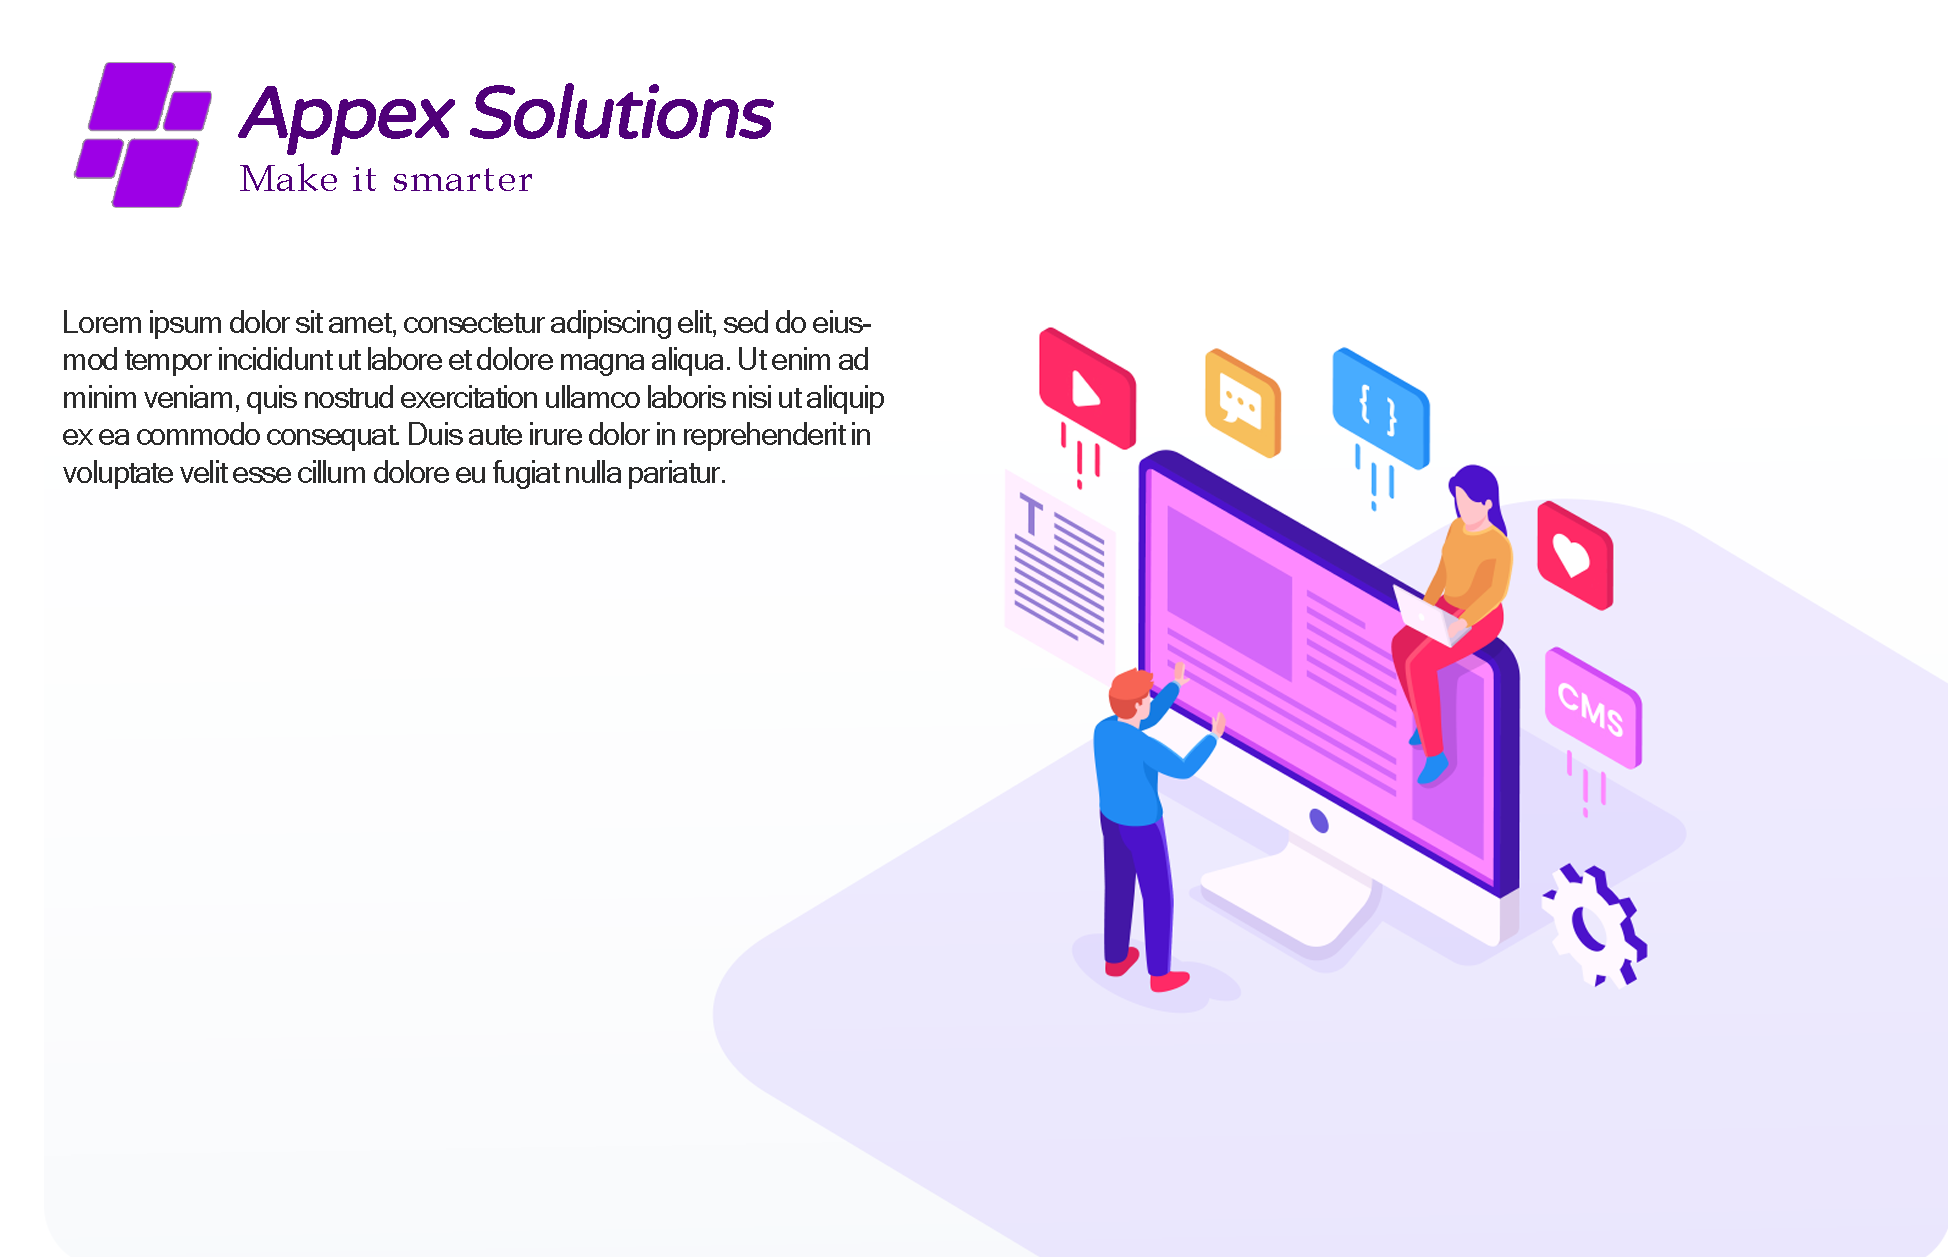 Appex Solutions
Make it smarter
Lorem ipsum dolor sit amet, consectetur adipiscing elit, sed do eius-
mod tempor incididunt ut labore et dolore magna aliqua. Ut enim ad
minim veniam, quis nostrud exercitation ullamco laboris nisi ut aliquip
ex ea commodo consequat. Duis aute irure dolor in reprehenderit in
voluptate velit esse cillum dolore eu fugiat nulla pariatur.
{ }
T
CMS